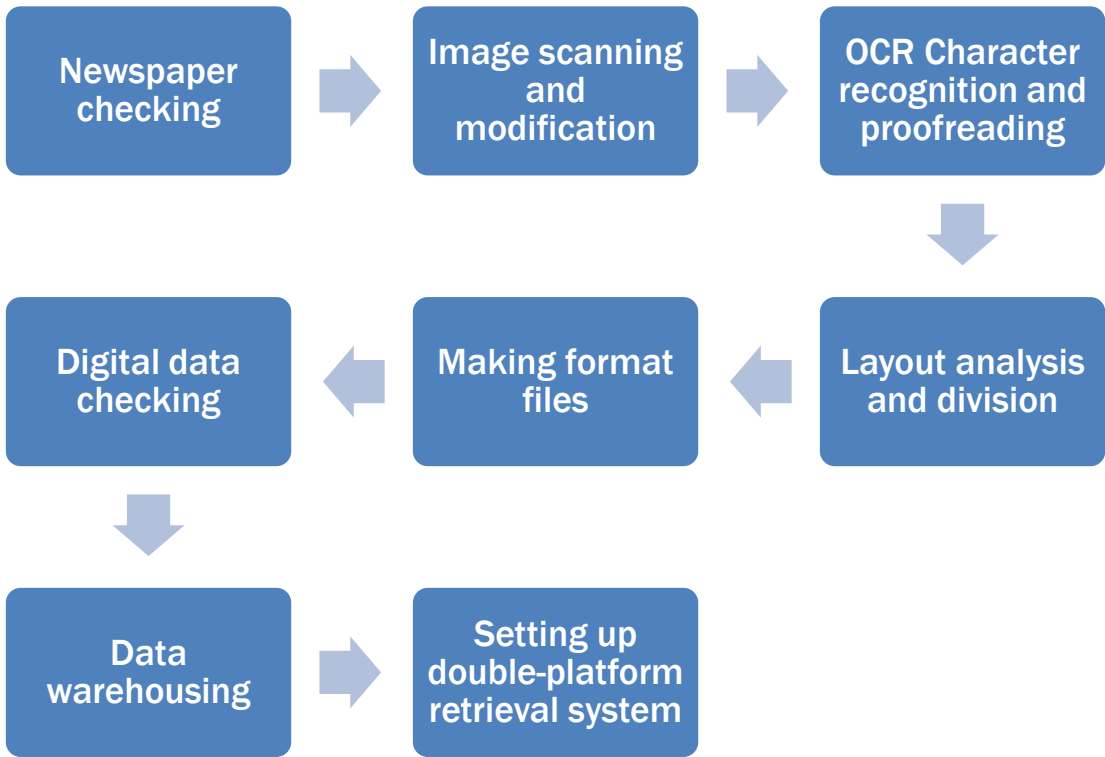 Newspaper
checking
Image scanning
and
modification
OCR Character
recognition and
proofreading
Layout analysis
and division
Making format
files
Digital data
checking
Data
warehousing
Setting up
double-platform
retrieval system